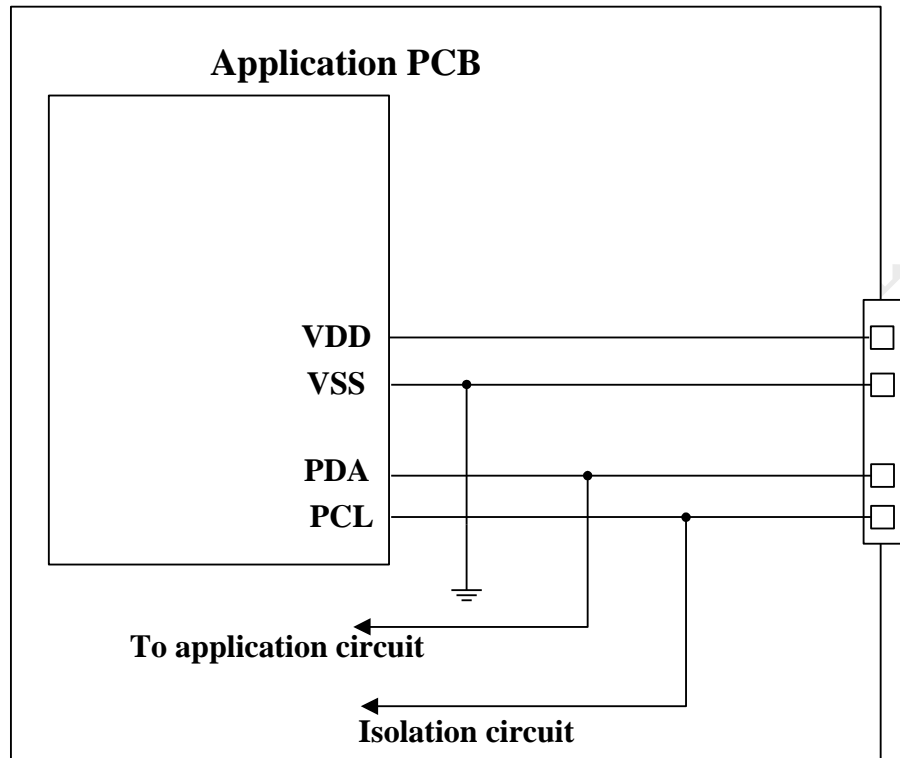 Application PCB
VDD
VSS
PDA
PCL
To application circuit
Isolation circuit